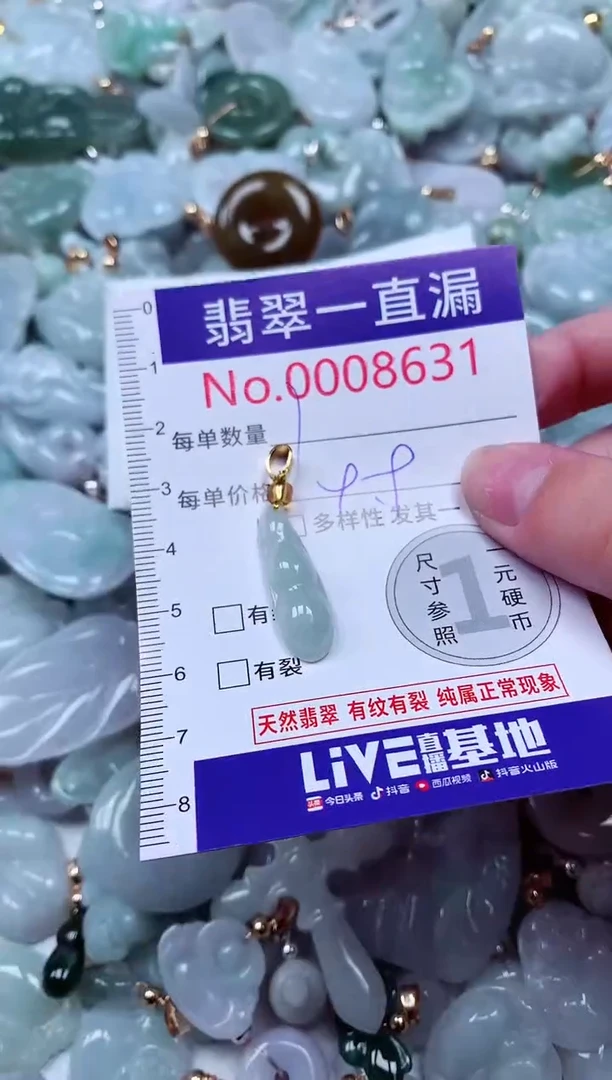 翡翠一直漏
No.0008631
每单数量
每单价格
多样性 发其一
有
有裂
尺寸参照
1
一元硬币
天然翡翠 有纹有裂 纯属正常现象
LiVE直播基地
头条 今日头条 抖音 西瓜视频 抖音火山版
0
1
2
3
4
5
6
7
8